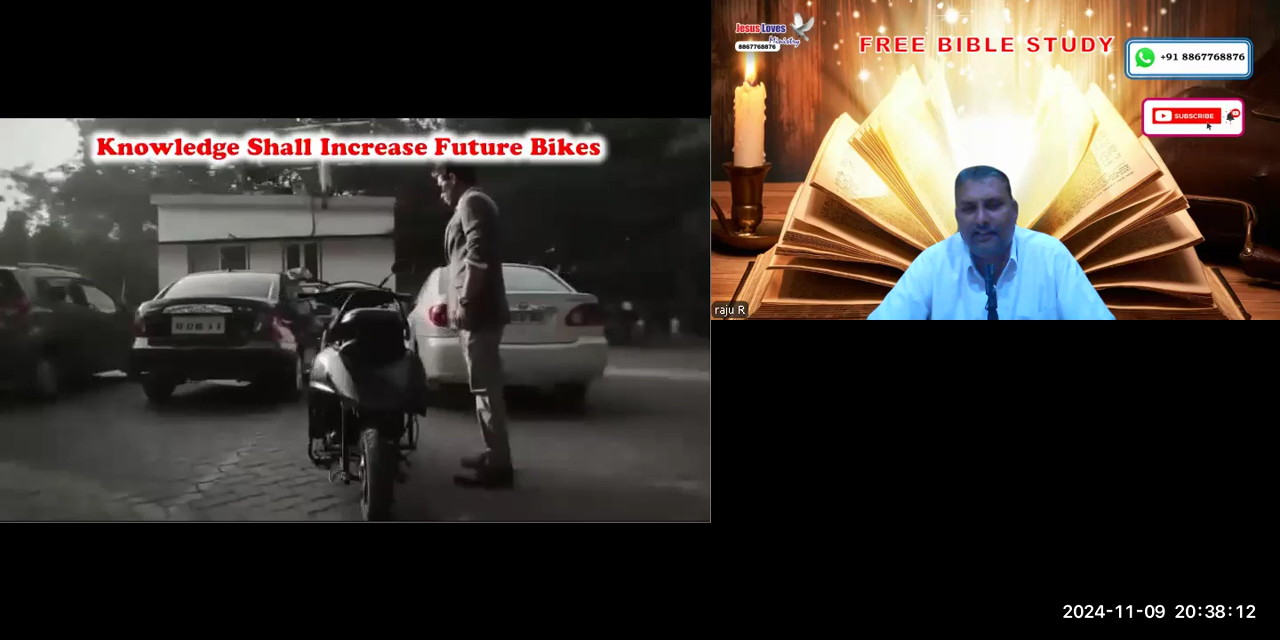 Knowledge Shall Increase Future Bikes
Jesus Loves
Ministry
8867768876
FREE BIBLE STUDY
+91 8867768876
SUBSCRIBE
raju R
2024-11-09 20:38:12